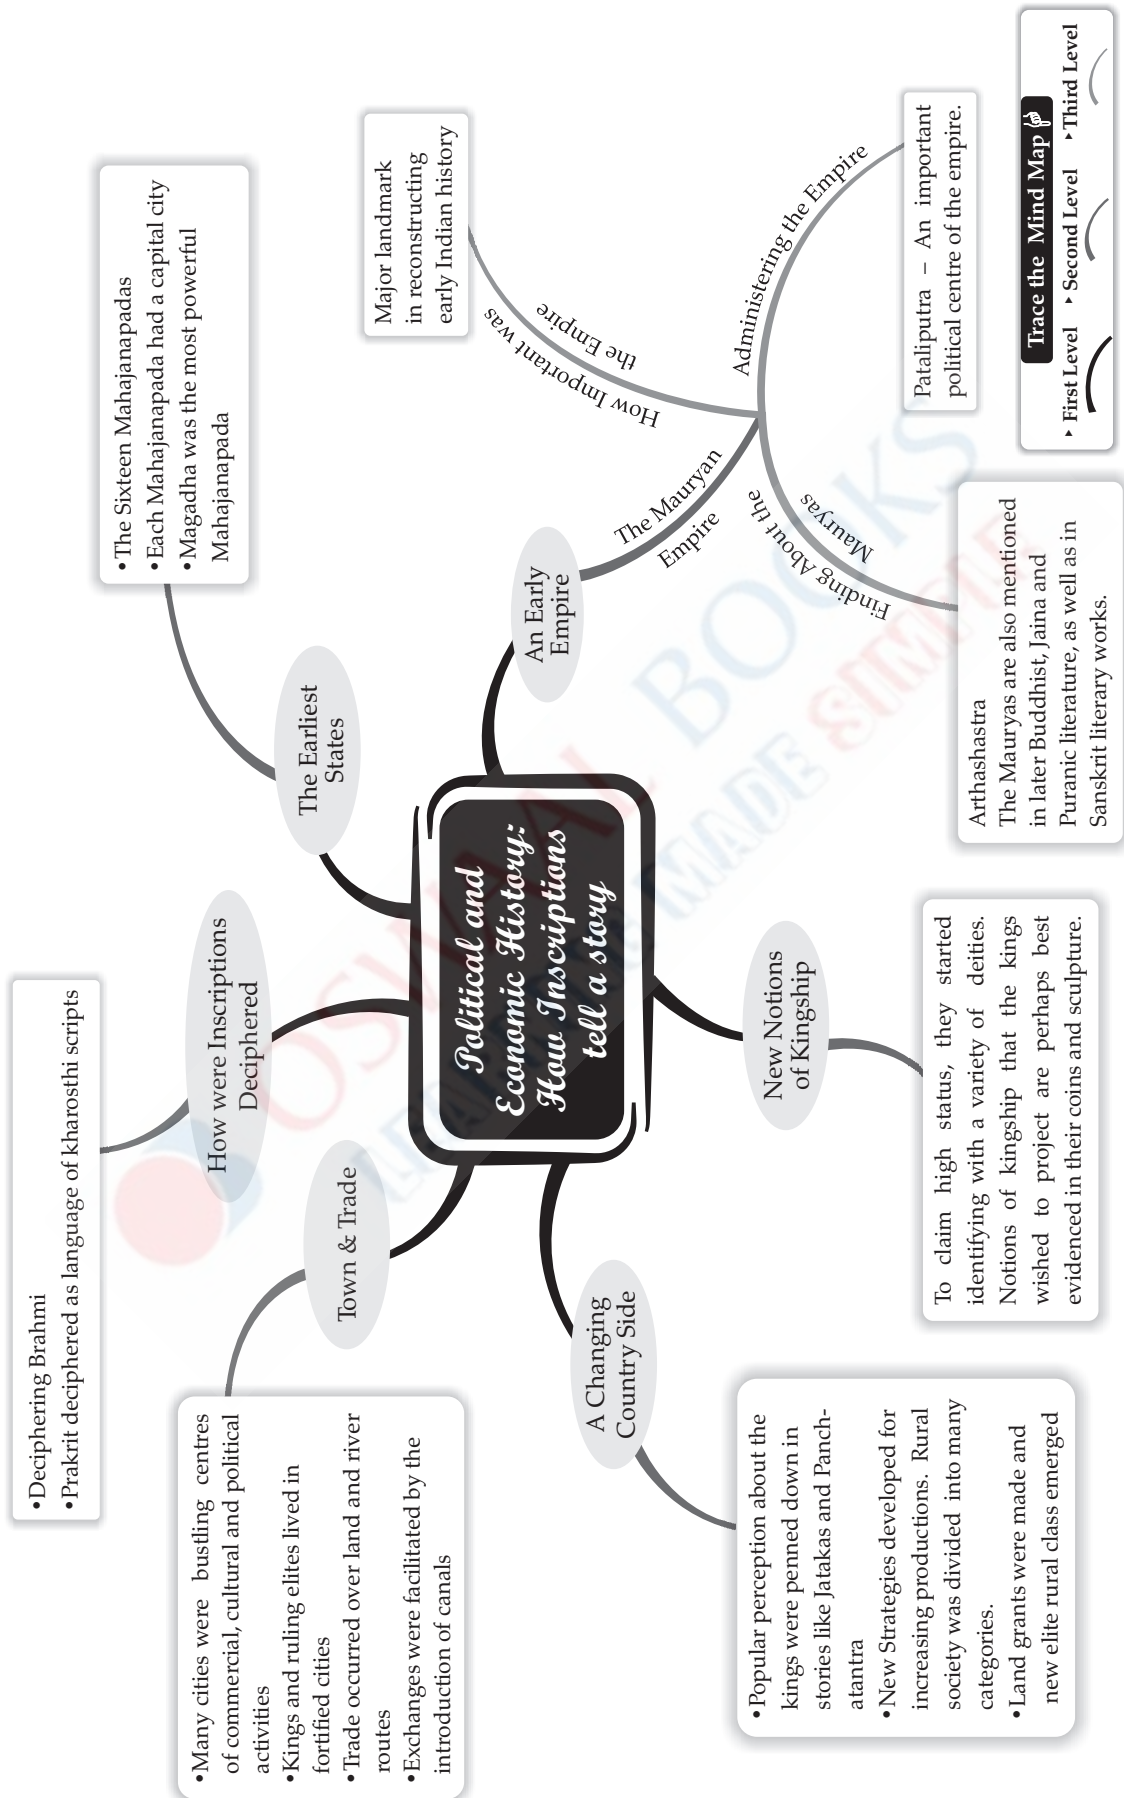 Political and
Economic History:
How Inscriptions
tell a story
How were Inscriptions
Deciphered
•Deciphering Brahmi
•Prakrit deciphered as language of kharosthi scripts
The Earliest
States
•The Sixteen Mahajanapadas
•Each Mahajanapada had a capital city
•Magadha was the most powerful
Mahajanapada
An Early
Empire
The Mauryan
Empire
How Important was
the Empire
Major landmark
in reconstructing
early Indian history
Administering the Empire
Pataliputra – An important
political centre of the empire.
Finding About the
Mauryas
Arthashastra
The Mauryas are also mentioned
in later Buddhist, Jaina and
Puranic literature, as well as in
Sanskrit literary works.
New Notions
of Kingship
To claim high status, they started
identifying with a variety of deities.
Notions of kingship that the kings
wished to project are perhaps best
evidenced in their coins and sculpture.
A Changing
Country Side
•Popular perception about the
kings were penned down in
stories like Jatakas and Panch-
atantra
•New Strategies developed for
increasing productions. Rural
society was divided into many
categories.
•Land grants were made and
new elite rural class emerged
Town & Trade
•Many cities were bustling centres
of commercial, cultural and political
activities
•Kings and ruling elites lived in
fortified cities
•Trade occurred over land and river
routes
•Exchanges were facilitated by the
introduction of canals
Trace the Mind Map
First Level
Second Level
Third Level
OSWAAL BOOKS
LEARNING MADE SIMPLE